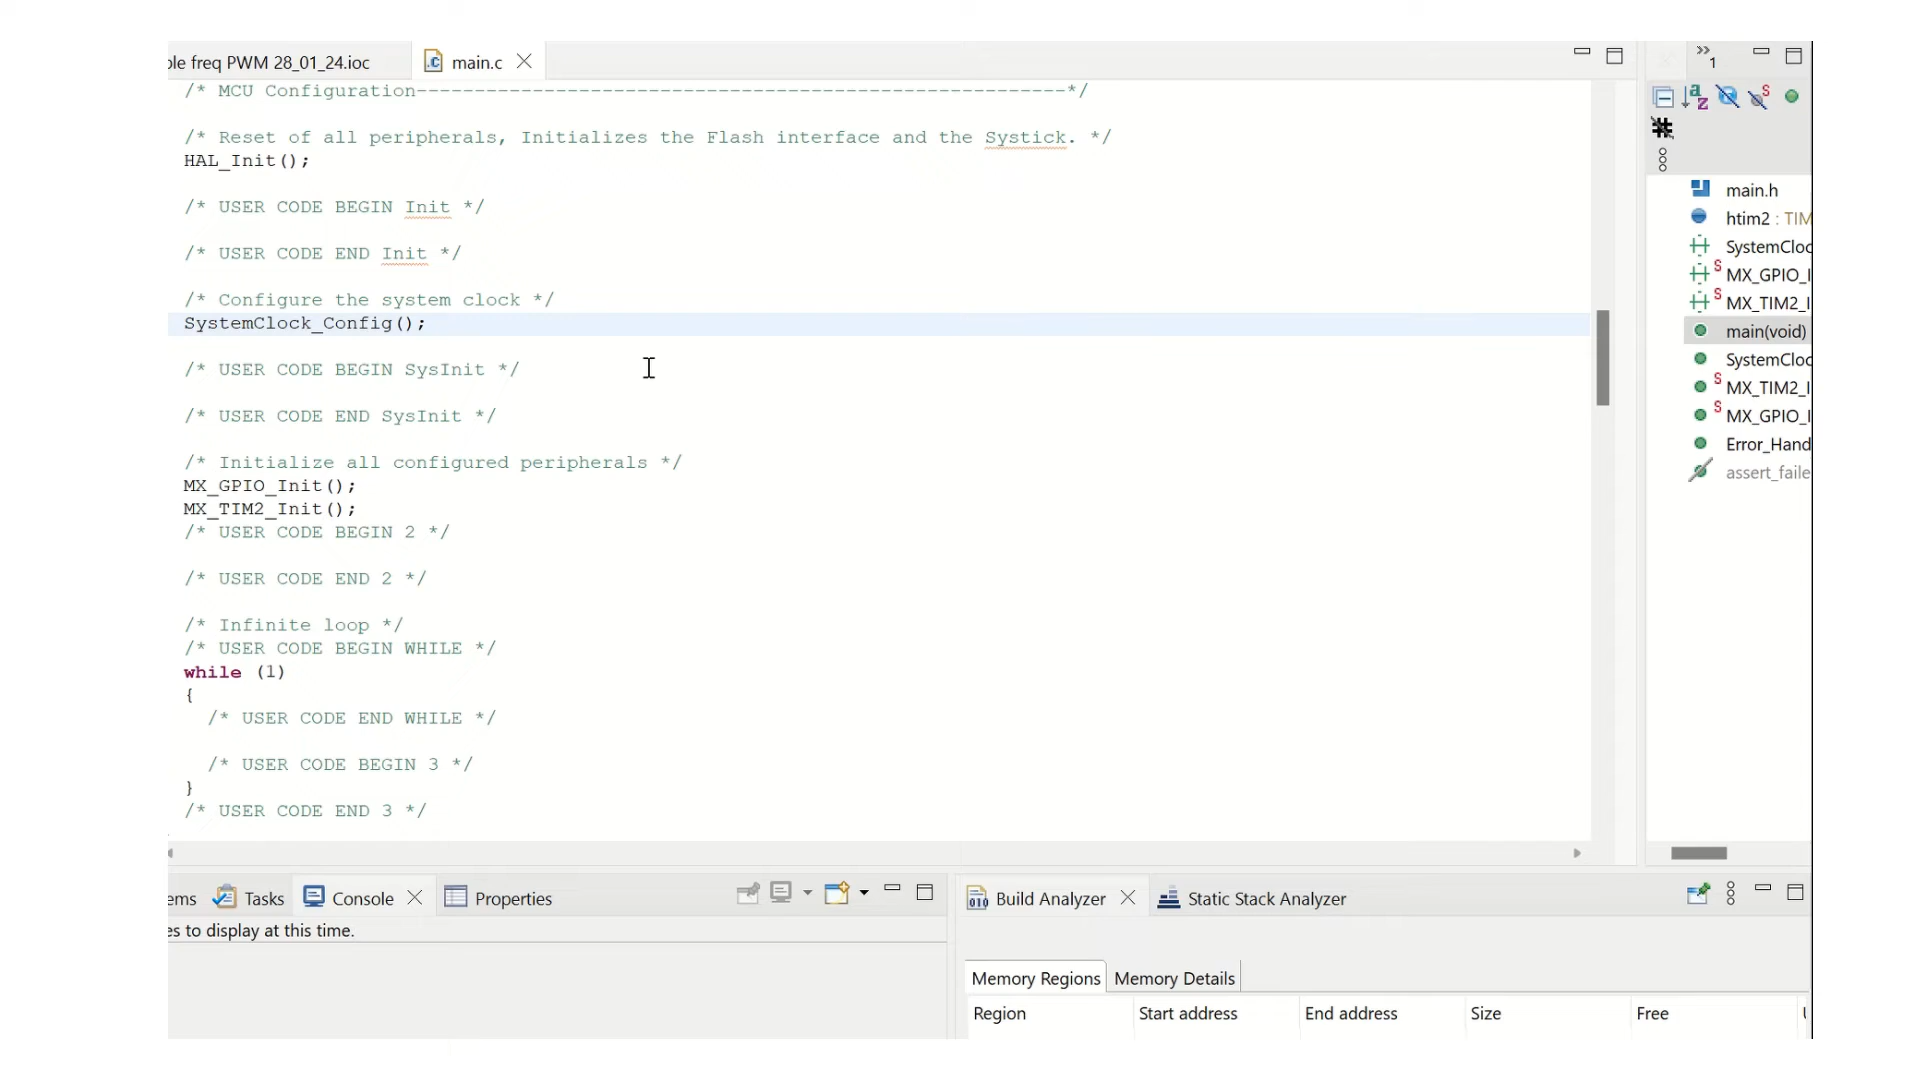 ple freq PWM 28_01_24.ioc
main.c
1
/* MCU Configuration--------------------------------------------------------*/
/* Reset of all peripherals, Initializes the Flash interface and the Systick. */
HAL_Init();
/* USER CODE BEGIN Init */
/* USER CODE END Init */
/* Configure the system clock */
SystemClock_Config();
/* USER CODE BEGIN SysInit */
/* USER CODE END SysInit */
/* Initialize all configured peripherals */
MX_GPIO_Init();
MX_TIM2_Init();
/* USER CODE BEGIN 2 */
/* USER CODE END 2 */
/* Infinite loop */
/* USER CODE BEGIN WHILE */
while (1)
{
/* USER CODE END WHILE */
/* USER CODE BEGIN 3 */
}
/* USER CODE END 3 */
main.h
htim2 : TIM
SystemCloc
MX_GPIO_I
MX_TIM2_I
main(void)
SystemCloc
MX_TIM2_I
MX_GPIO_I
Error_Hand
assert_faile
ems
Tasks
Console
Properties
es to display at this time.
Build Analyzer
Static Stack Analyzer
Memory Regions
Memory Details
Region
Start address
End address
Size
Free